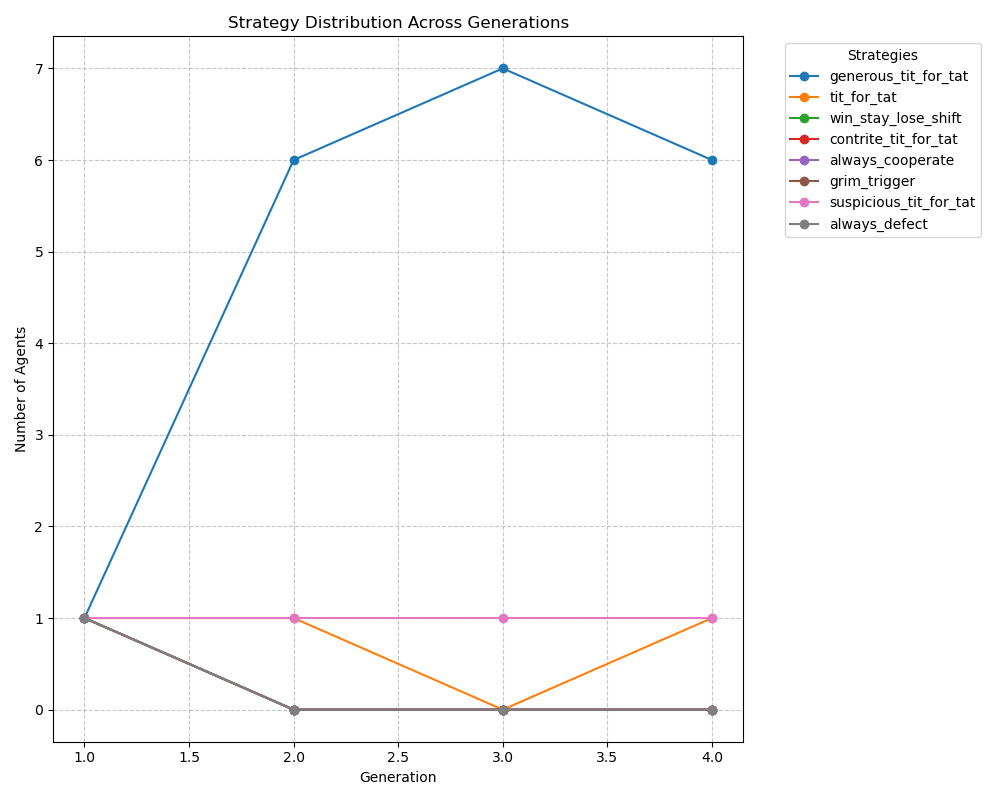 Strategy Distribution Across Generations
Strategies
generous_tit_for_tat
tit_for_tat
win_stay_lose_shift
contrite_tit_for_tat
always_cooperate
grim_trigger
suspicious_tit_for_tat
always_defect
Number of Agents
7
6
5
4
3
2
1
0
1.0 1.5 2.0 2.5 3.0 3.5 4.0
Generation